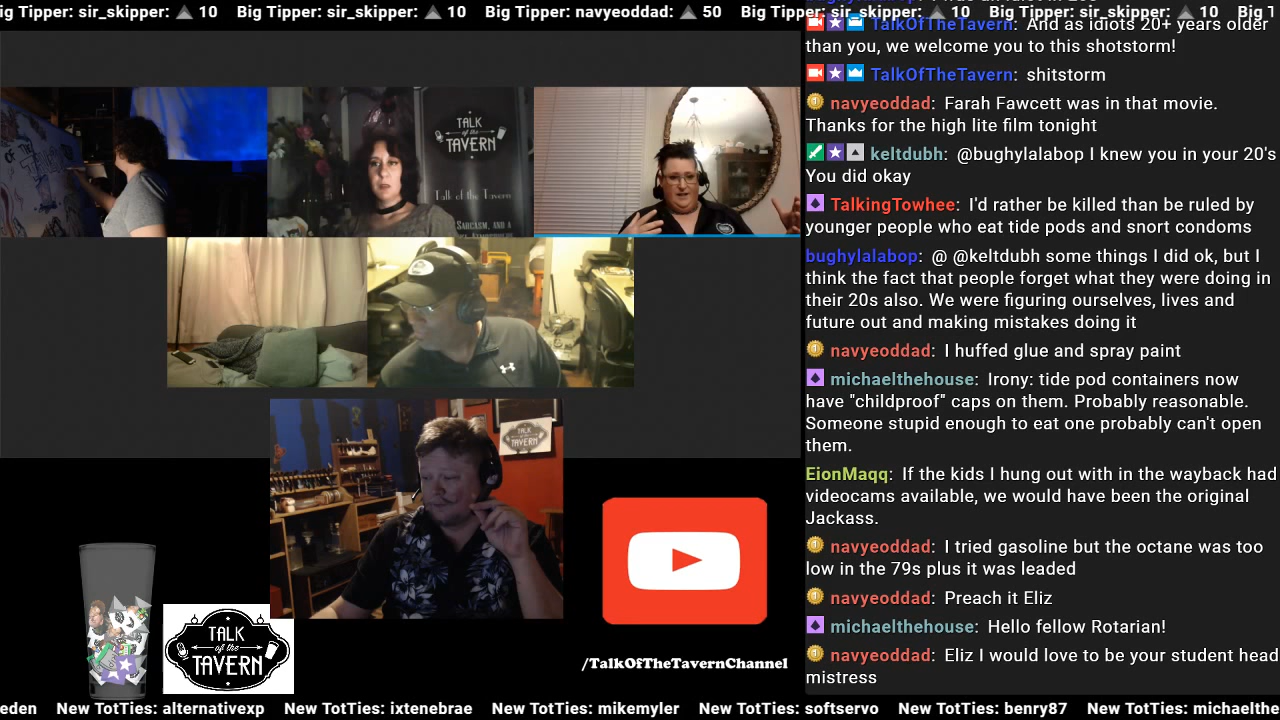 ig Tipper: sir_skipper: 10 Big Tipper: sir_skipper: 10 Big Tipper: navyeoddad: 50 Big Tipper: sir_skipper: 10 Big Tipper: sir_skipper: 10 Big T
TalkOfTheTavern: And as idiots 20+ years older
than you, we welcome you to this shotstorm!
TalkOfTheTavern: shitstorm
navyeoddad: Farah Fawcett was in that movie.
Thanks for the high lite film tonight
keltdubh: @bughylalabop I knew you in your 20's
You did okay
TalkingTowhee: I'd rather be killed than be ruled by
younger people who eat tide pods and snort condoms
bughylalabop: @ @keltdubh some things I did ok, but I
think the fact that people forget what they were doing in
their 20s also. We were figuring ourselves, lives and
future out and making mistakes doing it
navyeoddad: I huffed glue and spray paint
michaelthehouse: Irony: tide pod containers now
have "childproof" caps on them. Probably reasonable.
Someone stupid enough to eat one probably can't open
them.
EionMaqq: If the kids I hung out with in the wayback had
videocams available, we would have been the original
Jackass.
navyeoddad: I tried gasoline but the octane was too
low in the 79s plus it was leaded
navyeoddad: Preach it Eliz
michaelthehouse: Hello fellow Rotarian!
navyeoddad: Eliz I would love to be your student head
mistress
TALK
of the
TAVERN
Talk of the Tavern
Sarcasm, and a
TALK
of the
TAVERN
TALK
of the
TAVERN
/TalkOfTheTavernChannel
eden New TotTies: alternativexp New TotTies: ixtenebrae New TotTies: mikemyler New TotTies: softservo New TotTies: benry87 New TotTies: michaelthe